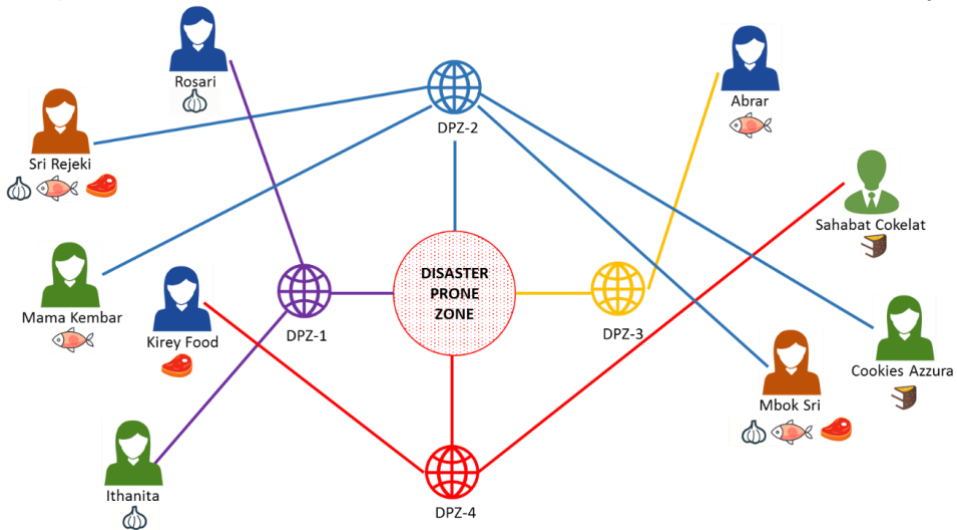 Rosari
Abrar
DPZ-2
Sri Rejeki
Sahabat Cokelat
DISASTER
PRONE
ZONE
Mama Kembar
Kirey Food
DPZ-1
DPZ-3
Cookies Azzura
Mbok Sri
Ithanita
DPZ-4